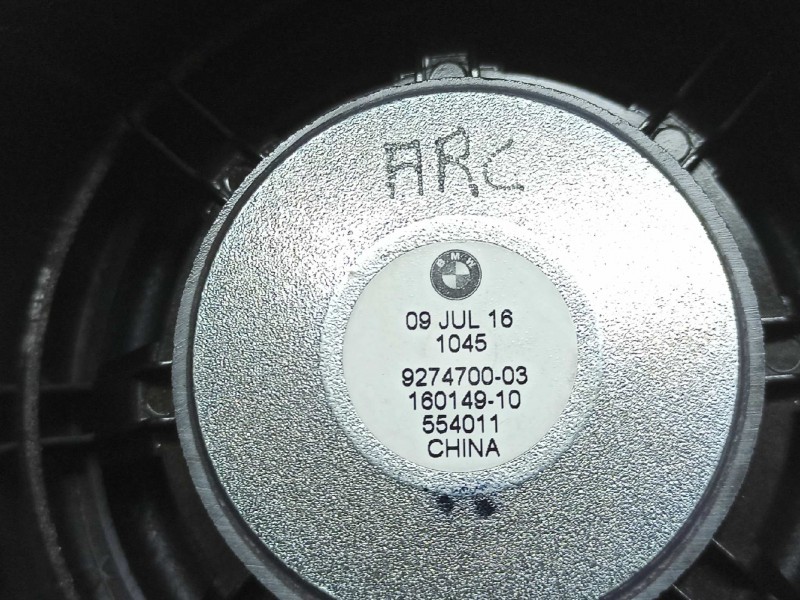 ARC
BMW
09 JUL 16
1045
9274700-03
160149-10
554011
CHINA